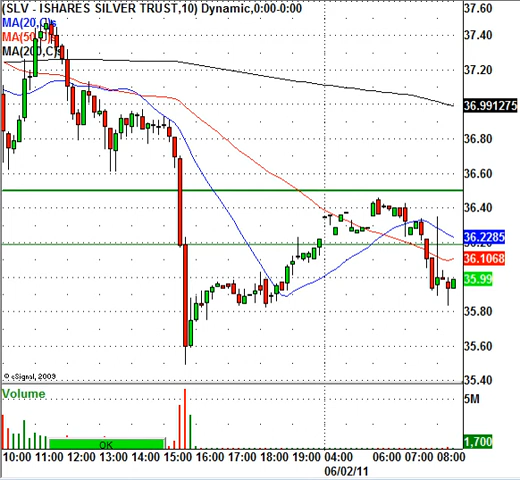 (SLV - ISHARES SILVER TRUST,10) Dynamic,0:00-0:00
MA(20,C)s
MA(50,C)s
MA(200,C)s
37.60
37.40
37.20
36.991275
36.80
36.60
36.40
36.2285
36.1068
35.99
35.80
35.60
35.40
© eSignal, 2009
Volume
5M
OK
1,700
10:00 11:00 12:00 13:00 14:00 15:00 16:00 17:00 18:00 19:00 04:00 06:00 07:00 08:00
06/02/11